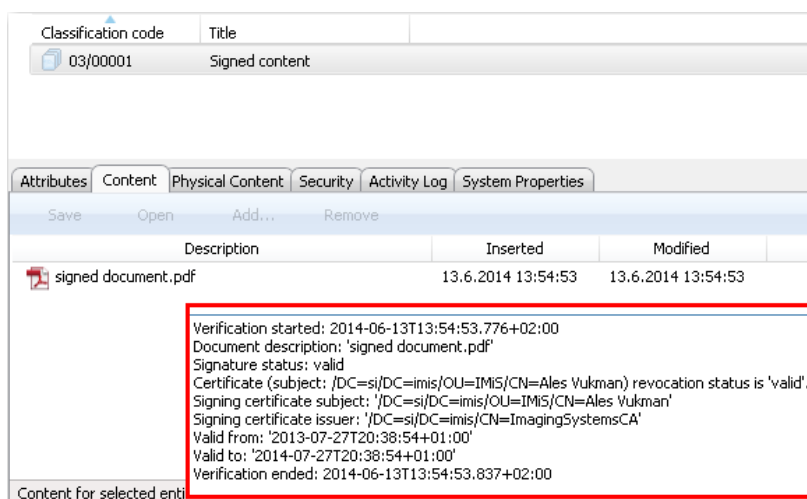 Classification code Title
03/00001 Signed content
Attributes Content Physical Content Security Activity Log System Properties
Save Open Add... Remove
Description Inserted Modified
signed document.pdf 13.6.2014 13:54:53 13.6.2014 13:54:53
Verification started: 2014-06-13T13:54:53.776+02:00
Document description: 'signed document.pdf'
Signature status: valid
Certificate (subject: /DC=si/DC=imis/OU=IMiS/CN=Ales Vukman) revocation status is 'valid'.
Signing certificate subject: '/DC=si/DC=imis/OU=IMiS/CN=Ales Vukman'
Signing certificate issuer: '/DC=si/DC=imis/CN=ImagingSystemsCA'
Valid from: '2013-07-27T20:38:54+01:00'
Valid to: '2014-07-27T20:38:54+01:00'
Verification ended: 2014-06-13T13:54:53.837+02:00
Content for selected enti